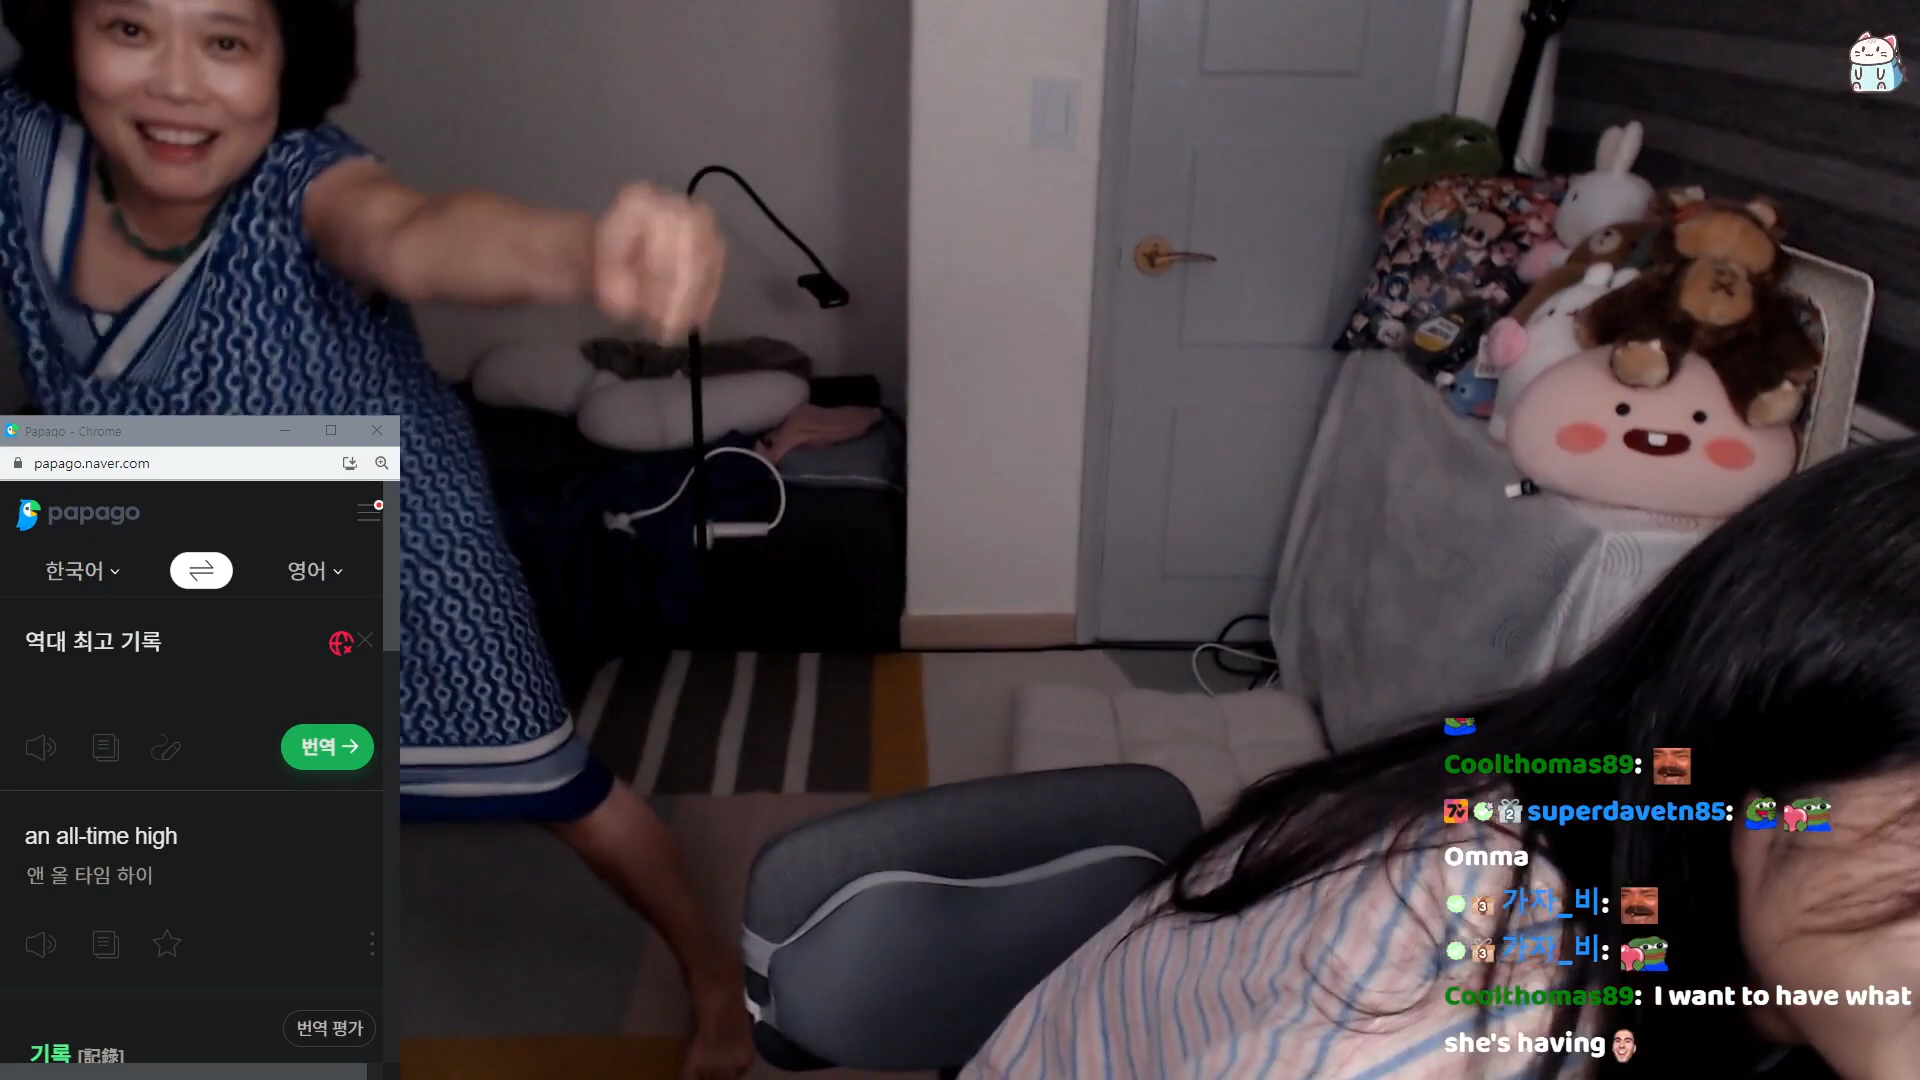 Papago - Chrome
papago.naver.com
papago
한국어
영어
역대 최고 기록
번역
an all-time high
앤 올 타임 하이
번역 평가
기록 [記錄]
Coolthomas89:
superdavetn85:
Omma
가자_비:
가자_비:
Coolthomas89: I want to have what
she's having